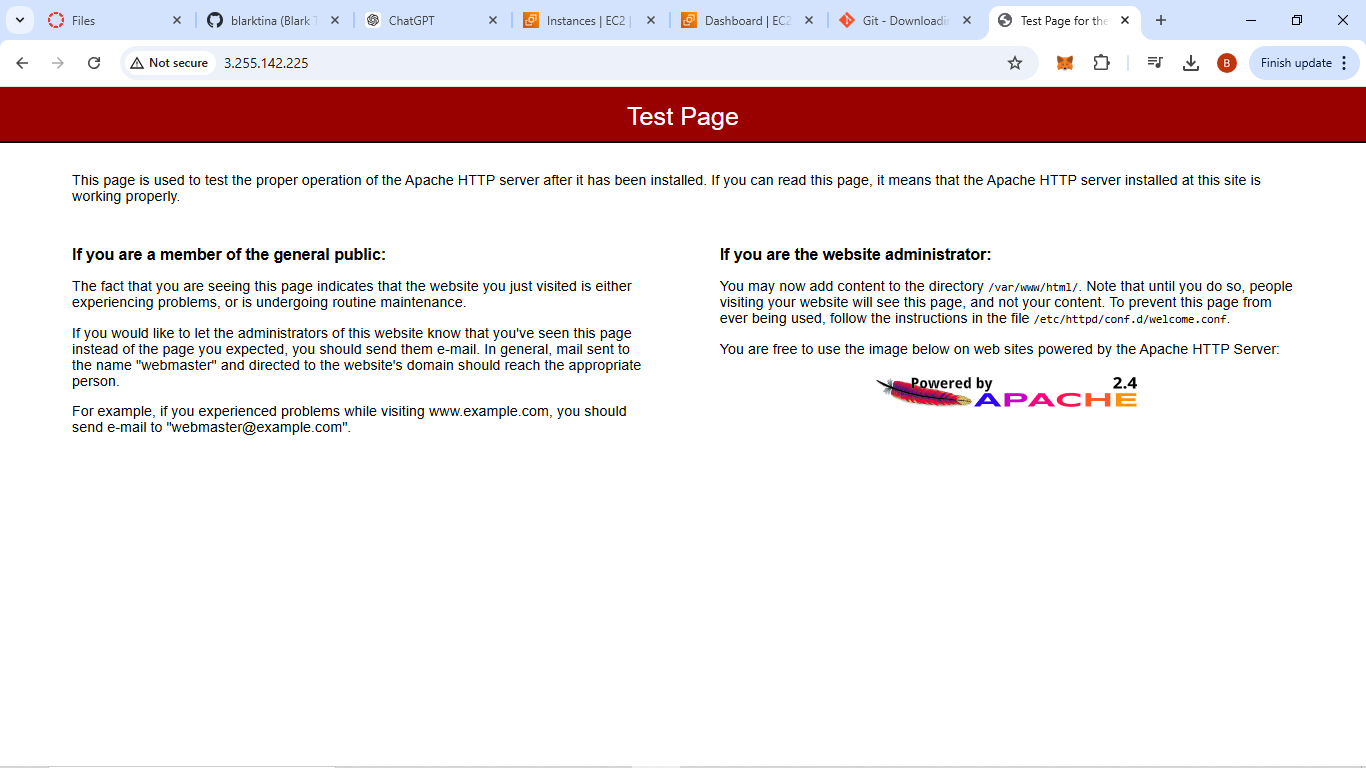 Files
blarktina (Blark T
ChatGPT
Instances | EC2 |
Dashboard | EC2
Git - Downloadin
Test Page for the
Not secure
3.255.142.225
B
Finish update
Test Page
This page is used to test the proper operation of the Apache HTTP server after it has been installed. If you can read this page, it means that the Apache HTTP server installed at this site is
working properly.
If you are a member of the general public:
The fact that you are seeing this page indicates that the website you just visited is either
experiencing problems, or is undergoing routine maintenance.
If you would like to let the administrators of this website know that you've seen this page
instead of the page you expected, you should send them e-mail. In general, mail sent to
the name "webmaster" and directed to the website's domain should reach the appropriate
person.
For example, if you experienced problems while visiting www.example.com, you should
send e-mail to "webmaster@example.com".
If you are the website administrator:
You may now add content to the directory /var/www/html/. Note that until you do so, people
visiting your website will see this page, and not your content. To prevent this page from
ever being used, follow the instructions in the file /etc/httpd/conf.d/welcome.conf.
You are free to use the image below on web sites powered by the Apache HTTP Server:
Powered by 2.4
APACHE